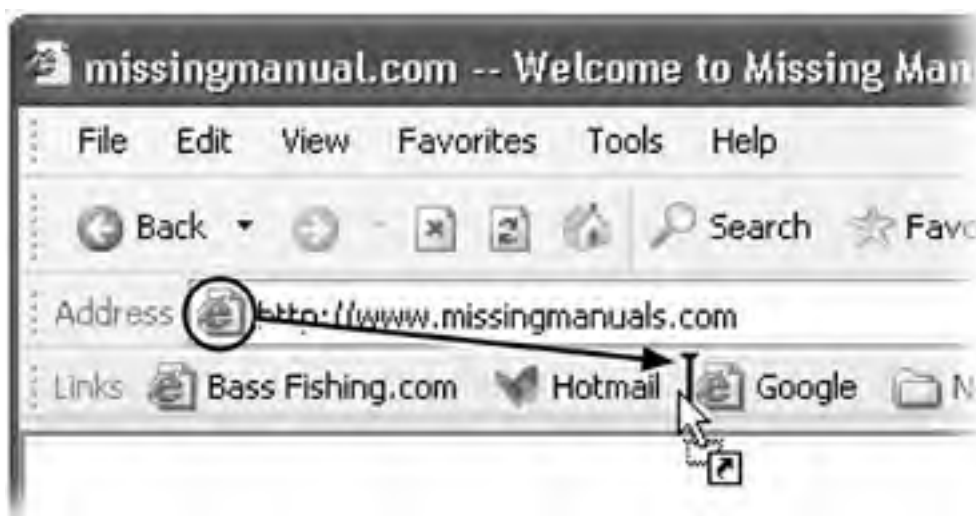 missingmanual.com -- Welcome to Missing Man
File Edit View Favorites Tools Help
Back Search Favo
Address http://www.missingmanuals.com
Links Bass Fishing.com Hotmail Google N